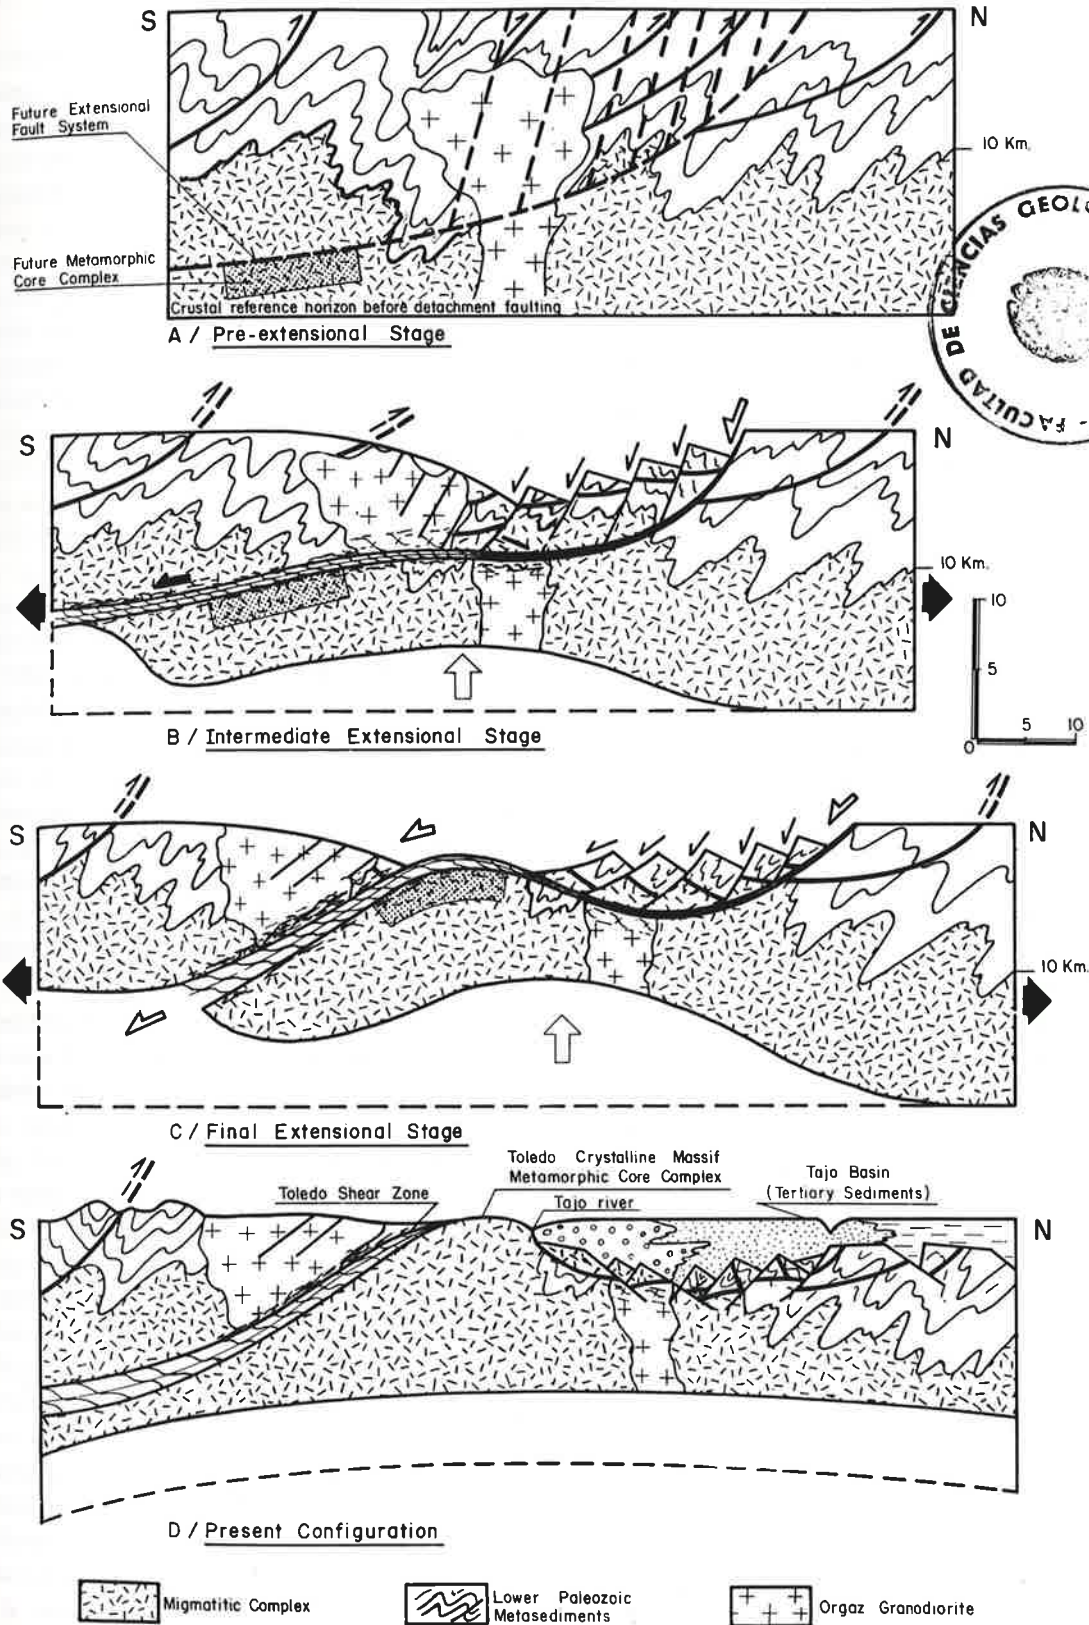 S
N
Future Extensional
Fault System
10 Km.
Future Metamorphic
Core Complex
Crustal reference horizon before detachment faulting
A / Pre-extensional Stage
FACULTAD DE CIENCIAS GEOL
S
N
10 Km.
10
5
0
5
10
B / Intermediate Extensional Stage
S
N
10 Km.
C / Final Extensional Stage
Toledo Crystalline Massif
Metamorphic Core Complex
Tajo Basin
(Tertiary Sediments)
Toledo Shear Zone
Tajo river
S
N
D / Present Configuration
Migmatitic Complex
Lower Paleozoic
Metasediments
Orgaz Granodiorite